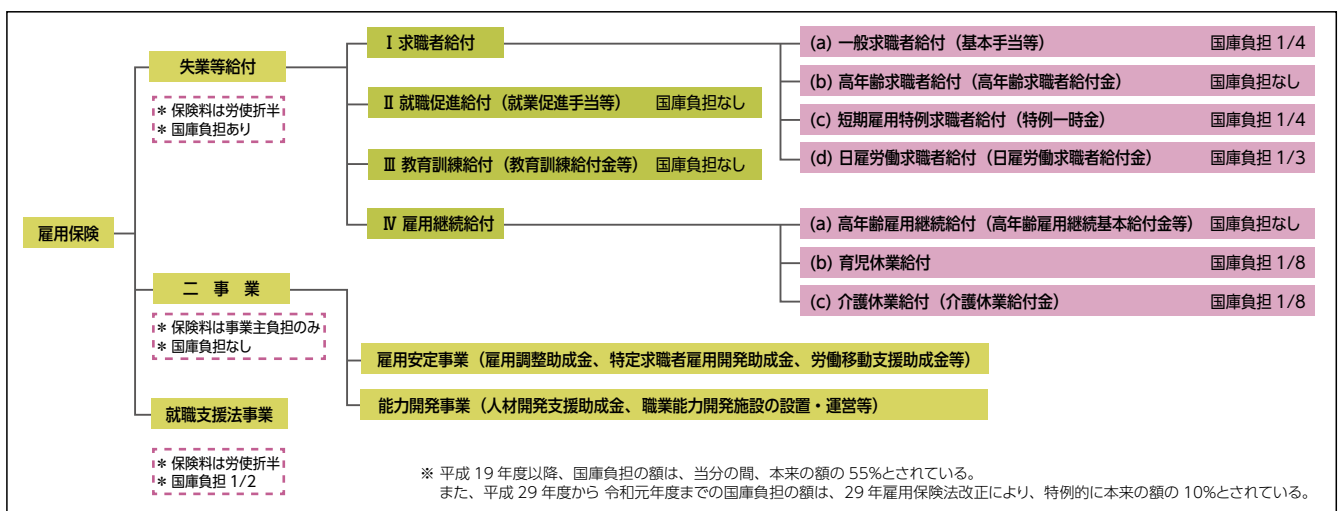 雇用保険
失業等給付
＊ 保険料は労使折半
＊ 国庫負担あり
Ⅰ 求職者給付
(a) 一般求職者給付（基本手当等） 国庫負担 1/4
(b) 高年齢求職者給付（高年齢求職者給付金） 国庫負担なし
(c) 短期雇用特例求職者給付（特例一時金） 国庫負担 1/4
(d) 日雇労働求職者給付（日雇労働求職者給付金） 国庫負担 1/3
Ⅱ 就職促進給付（就業促進手当等） 国庫負担なし
Ⅲ 教育訓練給付（教育訓練給付金等） 国庫負担なし
Ⅳ 雇用継続給付
(a) 高年齢雇用継続給付（高年齢雇用継続基本給付金等） 国庫負担なし
(b) 育児休業給付 国庫負担 1/8
(c) 介護休業給付（介護休業給付金） 国庫負担 1/8
二 事 業
＊ 保険料は事業主負担のみ
＊ 国庫負担なし
雇用安定事業（雇用調整助成金、特定求職者雇用開発助成金、労働移動支援助成金等）
能力開発事業（人材開発支援助成金、職業能力開発施設の設置・運営等）
就職支援法事業
＊ 保険料は労使折半
＊ 国庫負担 1/2
※ 平成 19 年度以降、国庫負担の額は、当分の間、本来の額の 55%とされている。
また、平成 29 年度から 令和元年度までの国庫負担の額は、29 年雇用保険法改正により、特例的に本来の額の 10%とされている。